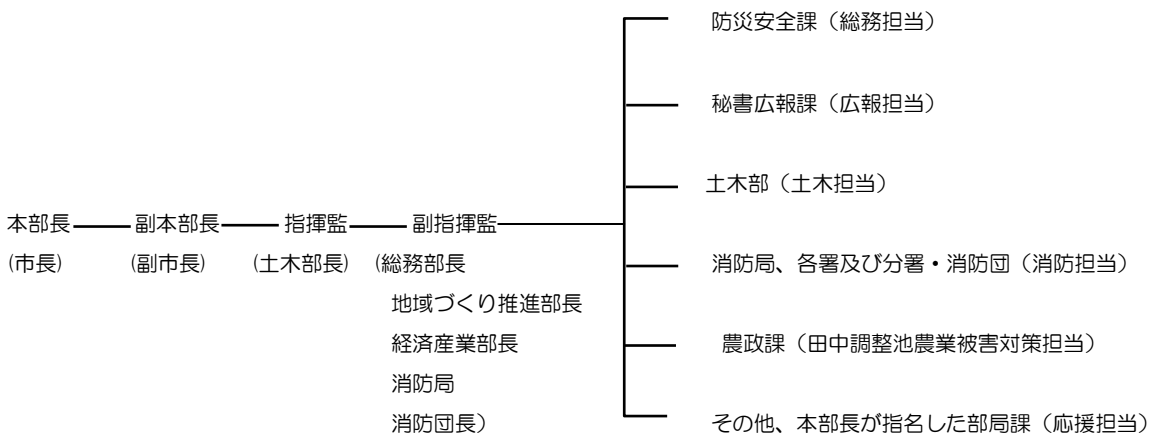 防災安全課（総務担当）
秘書広報課（広報担当）
土木部（土木担当）
本部長 副本部長 指揮監 副指揮監
(市長) (副市長) (土木部長) (総務部長
消防局、各署及び分署・消防団（消防担当）
地域づくり推進部長
経済産業部長
農政課（田中調整池農業被害対策担当）
消防局
消防団長）
その他、本部長が指名した部局課（応援担当）